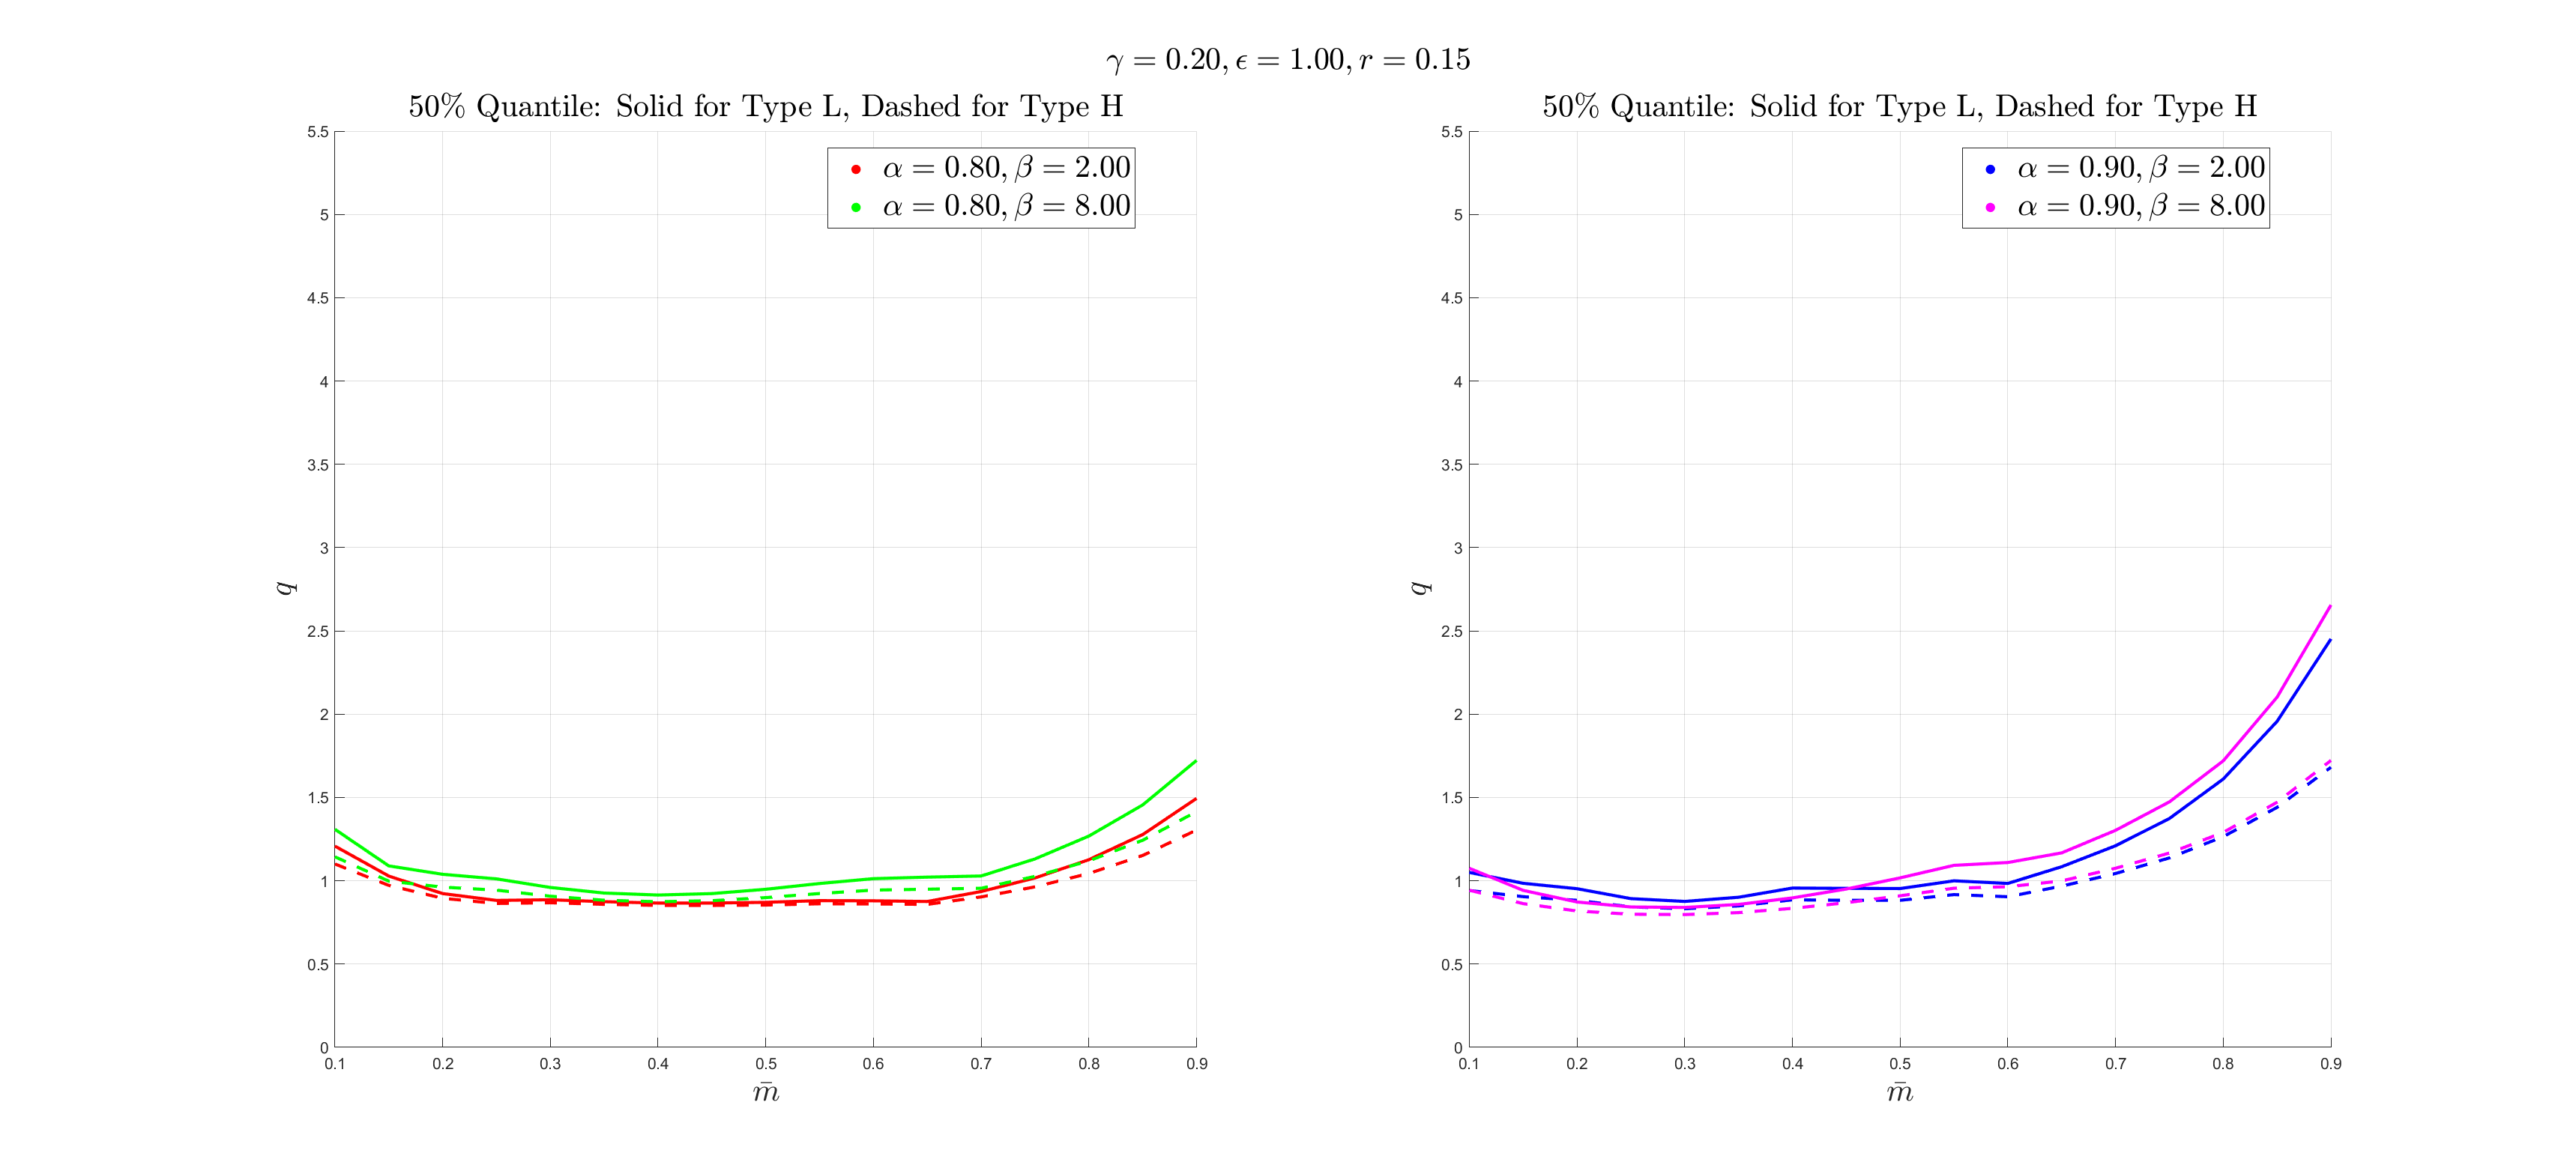 γ = 0.20, ϵ = 1.00, r = 0.15
50% Quantile: Solid for Type L, Dashed for Type H
α = 0.80, β = 2.00
α = 0.80, β = 8.00
5.5
5
4.5
4
3.5
3
2.5
2
1.5
1
0.5
0
q
0.1 0.2 0.3 0.4 0.5 0.6 0.7 0.8 0.9
m̄
50% Quantile: Solid for Type L, Dashed for Type H
α = 0.90, β = 2.00
α = 0.90, β = 8.00
5.5
5
4.5
4
3.5
3
2.5
2
1.5
1
0.5
0
q
0.1 0.2 0.3 0.4 0.5 0.6 0.7 0.8 0.9
m̄